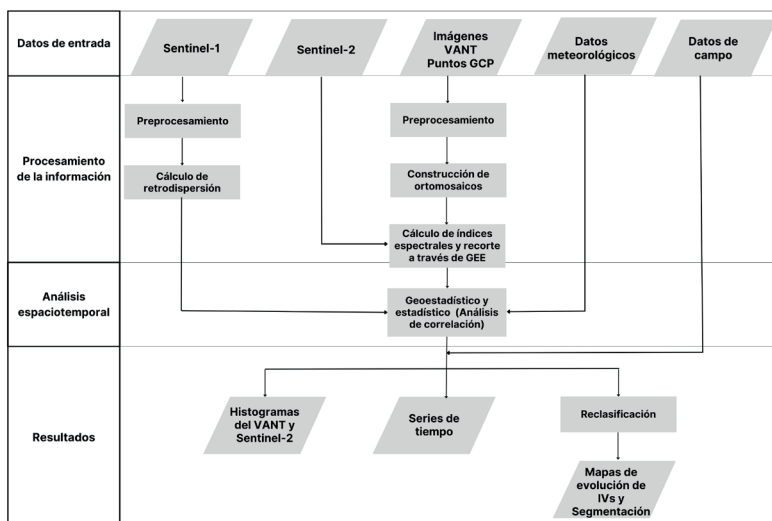 Datos de entrada
Sentinel-1
Sentinel-2
Imágenes
VANT
Puntos GCP
Datos
meteorológicos
Datos de
campo
Procesamiento
de la información
Preprocesamiento
Preprocesamiento
Cálculo de
retrodispersión
Construcción de
ortomosaicos
Cálculo de índices
espectrales y recorte
a través de GEE
Análisis
espaciotemporal
Geoestadístico y
estadístico (Análisis
de correlación)
Resultados
Histogramas
del VANT y
Sentinel-2
Series de
tiempo
Reclasificación
Mapas de
evolución de
IVs y
Segmentación